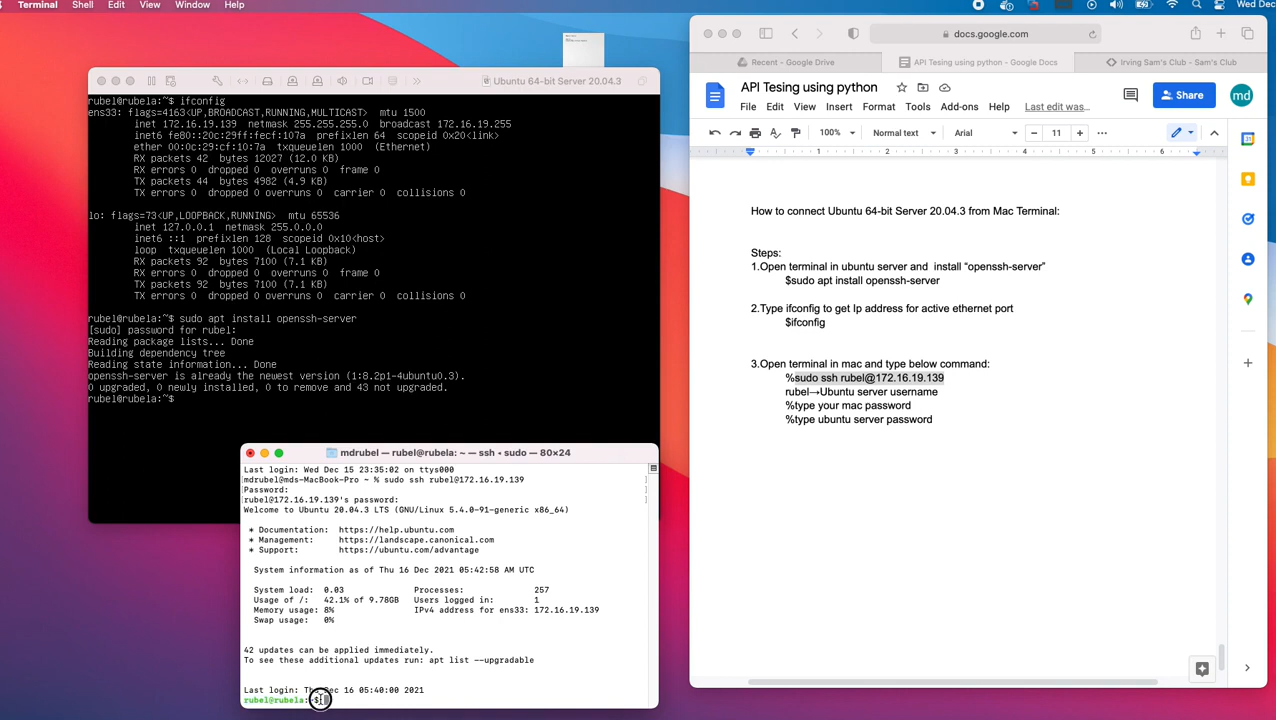 Terminal Shell Edit View Window Help
Wed Dec
Ubuntu 64-bit Server 20.04.3
rubel@rubela:~$ ifconfig
ens33: flags=4163<UP,BROADCAST,RUNNING,MULTICAST> mtu 1500
inet 172.16.19.139 netmask 255.255.255.0 broadcast 172.16.19.255
inet6 fe80::20c:29ff:fecf:107a prefixlen 64 scopeid 0x20<link>
ether 00:0c:29:cf:10:7a txqueuelen 1000 (Ethernet)
RX packets 42 bytes 12027 (12.0 KB)
RX errors 0 dropped 0 overruns 0 frame 0
TX packets 44 bytes 4982 (4.9 KB)
TX errors 0 dropped 0 overruns 0 carrier 0 collisions 0
lo: flags=73<UP,LOOPBACK,RUNNING> mtu 65536
inet 127.0.0.1 netmask 255.0.0.0
inet6 ::1 prefixlen 128 scopeid 0x10<host>
loop txqueuelen 1000 (Local Loopback)
RX packets 92 bytes 7100 (7.1 KB)
RX errors 0 dropped 0 overruns 0 frame 0
TX packets 92 bytes 7100 (7.1 KB)
TX errors 0 dropped 0 overruns 0 carrier 0 collisions 0
rubel@rubela:~$ sudo apt install openssh-server
[sudo] password for rubel:
Reading package lists... Done
Building dependency tree
Reading state information... Done
openssh-server is already the newest version (1:8.2p1-4ubuntu0.3).
0 upgraded, 0 newly installed, 0 to remove and 43 not upgraded.
rubel@rubela:~$
mdrubel — rubel@rubela: ~ — ssh ◂ sudo — 80×24
Last login: Wed Dec 15 23:35:02 on ttys000
[mdrubel@mds-MacBook-Pro ~ % sudo ssh rubel@172.16.19.139 ]
[Password: ]
[rubel@172.16.19.139's password: ]
Welcome to Ubuntu 20.04.3 LTS (GNU/Linux 5.4.0-91-generic x86_64)
* Documentation: https://help.ubuntu.com
* Management: https://landscape.canonical.com
* Support: https://ubuntu.com/advantage
System information as of Thu 16 Dec 2021 05:42:58 AM UTC
System load: 0.03 Processes: 257
Usage of /: 42.1% of 9.78GB Users logged in: 1
Memory usage: 8% IPv4 address for ens33: 172.16.19.139
Swap usage: 0%
42 updates can be applied immediately.
To see these additional updates run: apt list --upgradable
Last login: Thu Dec 16 05:40:00 2021
rubel@rubela:~$
docs.google.com
Recent - Google Drive
API Tesing using python - Google Docs
Irving Sam's Club - Sam's Club
API Tesing using python
File Edit View Insert Format Tools Add-ons Help Last edit was...
Share
md
100% Normal text Arial 11
1 2 3 4 5 6
How to connect Ubuntu 64-bit Server 20.04.3 from Mac Terminal:
Steps:
1.Open terminal in ubuntu server and install “openssh-server”
$sudo apt install openssh-server
2.Type ifconfig to get Ip address for active ethernet port
$ifconfig
3.Open terminal in mac and type below command:
%sudo ssh rubel@172.16.19.139
rubel→Ubuntu server username
%type your mac password
%type ubuntu server password